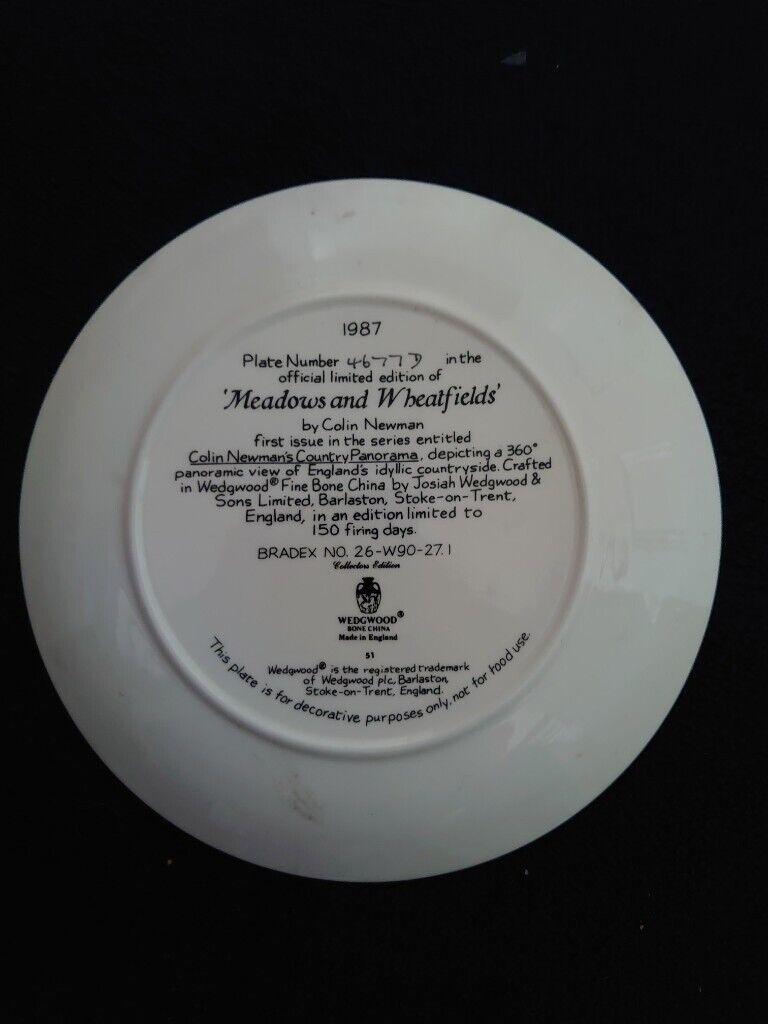 1987
Plate Number 4677D in the
official limited edition of
'Meadows and Wheatfields'
by Colin Newman
first issue in the series entitled
Colin Newman's Country Panorama, depicting a 360°
panoramic view of England's idyllic countryside. Crafted
in Wedgwood® Fine Bone China by Josiah Wedgwood &
Sons Limited, Barlaston, Stoke-on-Trent,
England, in an edition limited to
150 firing days.
BRADEX NO. 26-W90-27.1
Collectors Edition
WEDGWOOD®
BONE CHINA
Made in England
51
Wedgwood® is the registered trademark
of Wedgwood plc, Barlaston,
Stoke-on-Trent, England.
This plate is for decorative purposes only, not for food use.